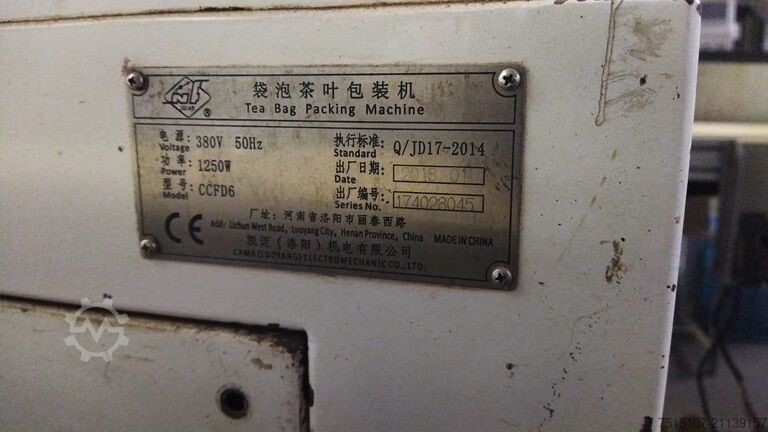 袋泡茶叶包装机
Tea Bag Packing Machine
®
电源: 380V 50Hz
Voltage
功率: 1250W
Power
型号: CCFD6
Model
执行标准: Q/JD17-2014
Standard
出厂日期: 2018 01
Date
出厂编号: 174028045
Series No.
厂址: 河南省洛阳市丽春西路
Add: Lichun West Road, Luoyang City, Henan Province, China MADE IN CHINA
CE
凯迈(洛阳)机电有限公司
CAMA(LUOYANG)ELECTROMECHANIC CO.,LTD.
7515107-21139157